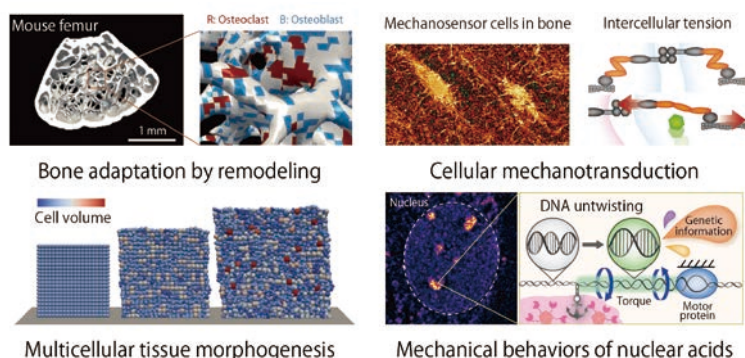 Mouse femur
R: Osteoclast B: Osteoblast
1 mm
Bone adaptation by remodeling
Mechanosensor cells in bone
Intercellular tension
Cellular mechanotransduction
Cell volume
Multicellular tissue morphogenesis
Nucleus
DNA untwisting
Genetic
information
Torque
Motor
protein
Mechanical behaviors of nuclear acids